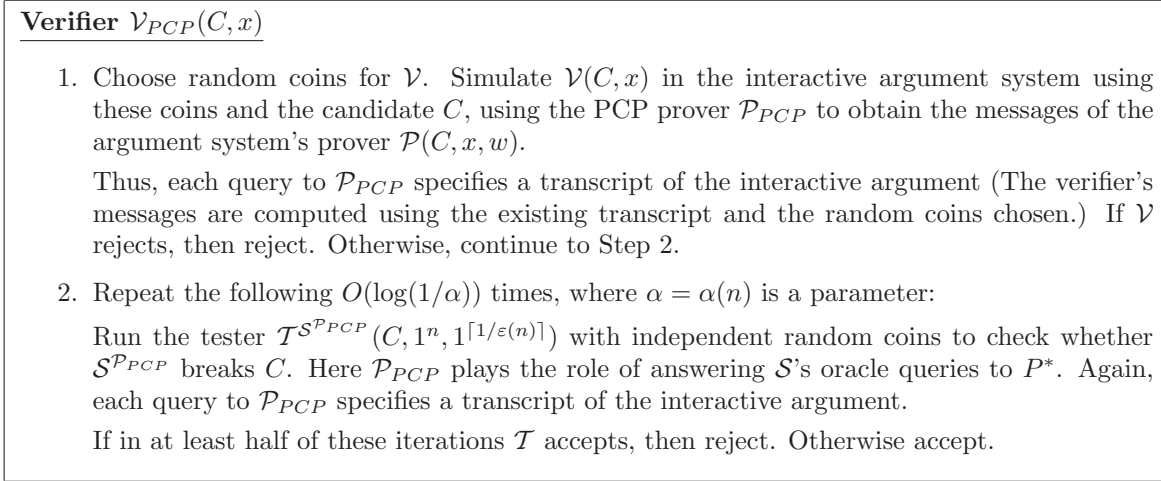 Verifier 𝒱_{PCP}(C, x)
1. Choose random coins for 𝒱. Simulate 𝒱(C, x) in the interactive argument system using
these coins and the candidate C, using the PCP prover 𝒫_{PCP} to obtain the messages of the
argument system's prover 𝒫(C, x, w).
Thus, each query to 𝒫_{PCP} specifies a transcript of the interactive argument (The verifier's
messages are computed using the existing transcript and the random coins chosen.) If 𝒱
rejects, then reject. Otherwise, continue to Step 2.
2. Repeat the following O(log(1/α)) times, where α = α(n) is a parameter:
Run the tester 𝒯^{𝒮^{𝒫_{PCP}}}(C, 1^n, 1^{⌈1/ε(n)⌉}) with independent random coins to check whether
𝒮^{𝒫_{PCP}} breaks C. Here 𝒫_{PCP} plays the role of answering 𝒮's oracle queries to P*. Again,
each query to 𝒫_{PCP} specifies a transcript of the interactive argument.
If in at least half of these iterations 𝒯 accepts, then reject. Otherwise accept.